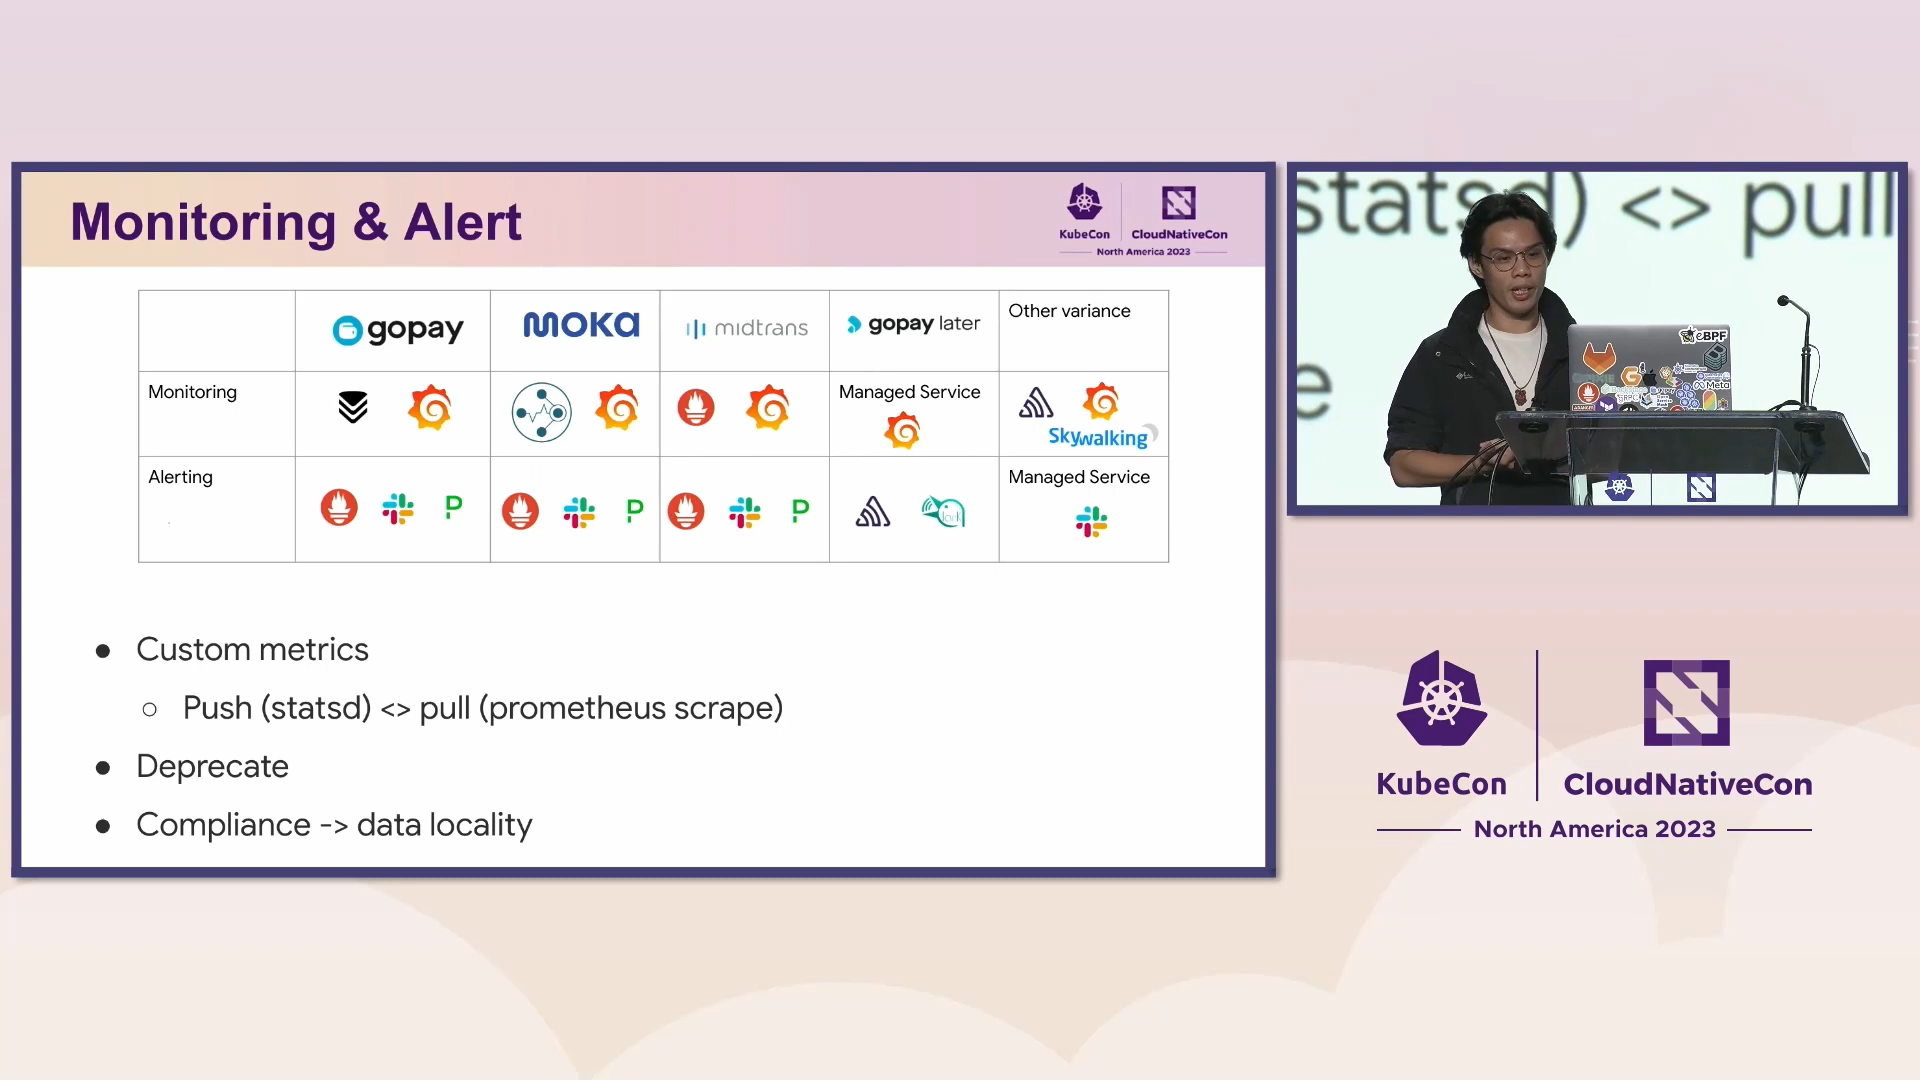 Monitoring & Alert
KubeCon
CloudNativeCon
North America 2023
gopay
MOKA
midtrans
gopay later
Other variance
Monitoring
Managed Service
Skywalking
Alerting
P
P
P
lark
Managed Service
● Custom metrics
○ Push (statsd) <> pull (prometheus scrape)
● Deprecate
● Compliance -> data locality
statsd) <> pull
e
eBPF
Meta
KubeCon
CloudNativeCon
North America 2023